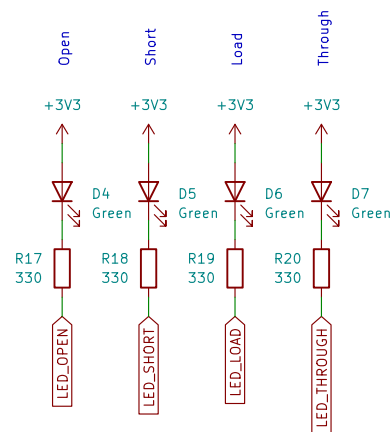 Open
Short
Load
Through
+3V3
+3V3
+3V3
+3V3
D4
Green
D5
Green
D6
Green
D7
Green
R17
330
R18
330
R19
330
R20
330
LED_OPEN
LED_SHORT
LED_LOAD
LED_THROUGH